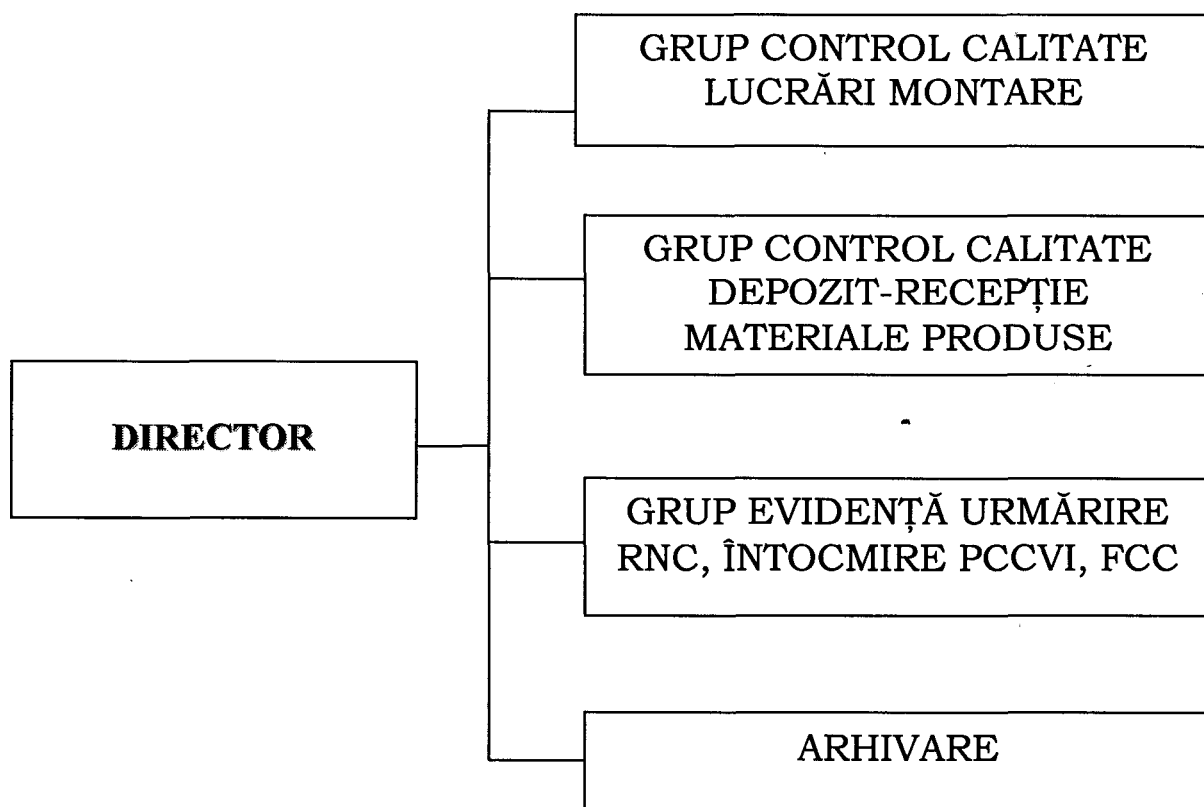 GRUP CONTROL CALITATE
LUCRĂRI MONTARE
GRUP CONTROL CALITATE
DEPOZIT-RECEPȚIE
MATERIALE PRODUSE
DIRECTOR
GRUP EVIDENȚĂ URMĂRIRE
RNC, ÎNTOCMIRE PCCVI, FCC
ARHIVARE